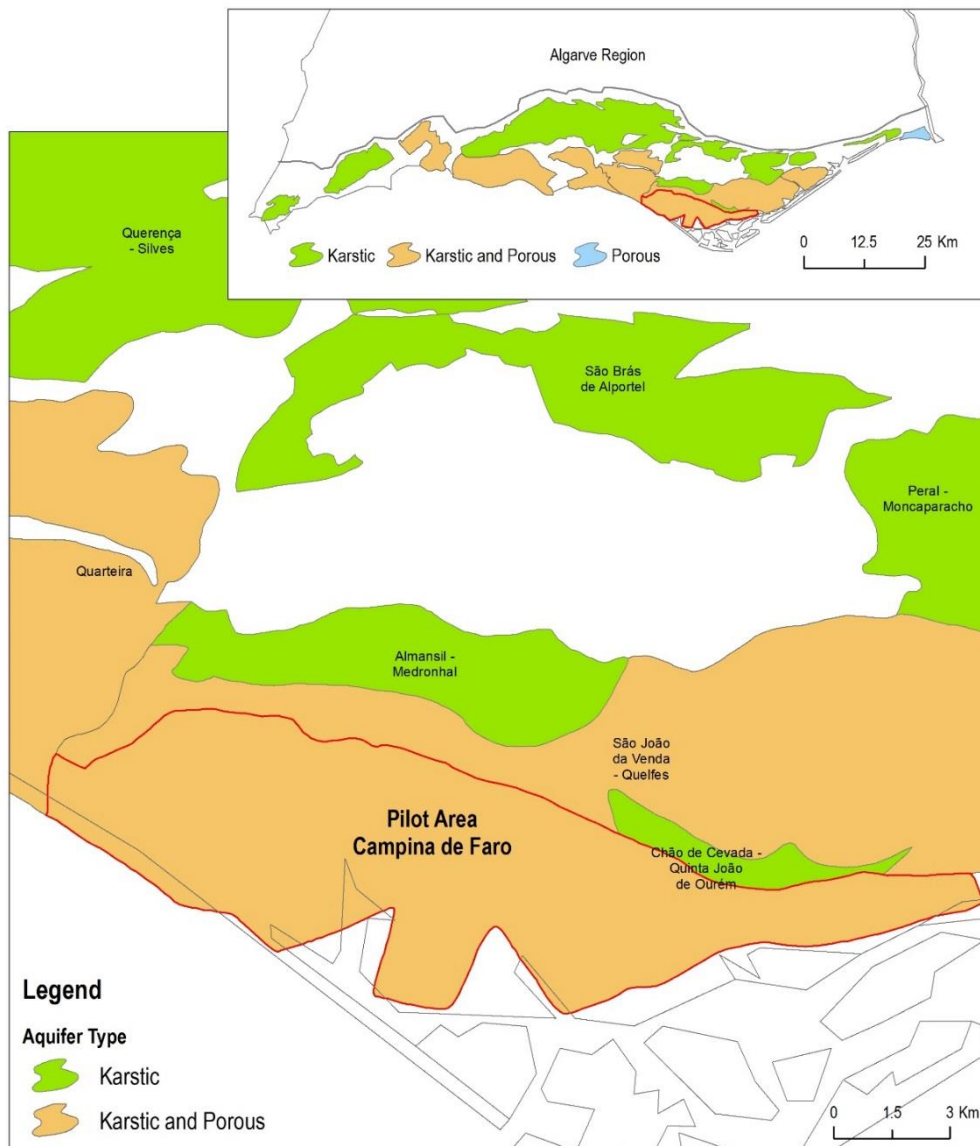 Algarve Region
Karstic
Karstic and Porous
Porous
0 12.5 25 Km
Querença
- Silves
São Brás
de Alportel
Peral -
Moncaparacho
Quarteira
Almansil -
Medronhal
São João
da Venda
- Quelfes
Pilot Area
Campina de Faro
Chão de Cevada -
Quinta João
de Ourém
Legend
Aquifer Type
Karstic
Karstic and Porous
0 1.5 3 Km